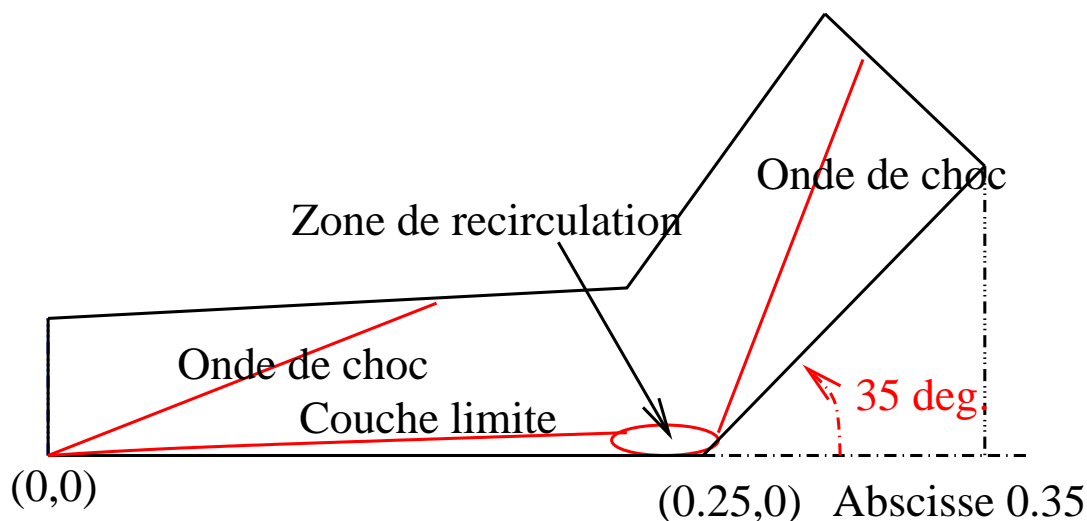 Onde de choc
Zone de recirculation
Onde de choc
Couche limite
35 deg.
(0,0)
(0.25,0) Abscisse 0.35